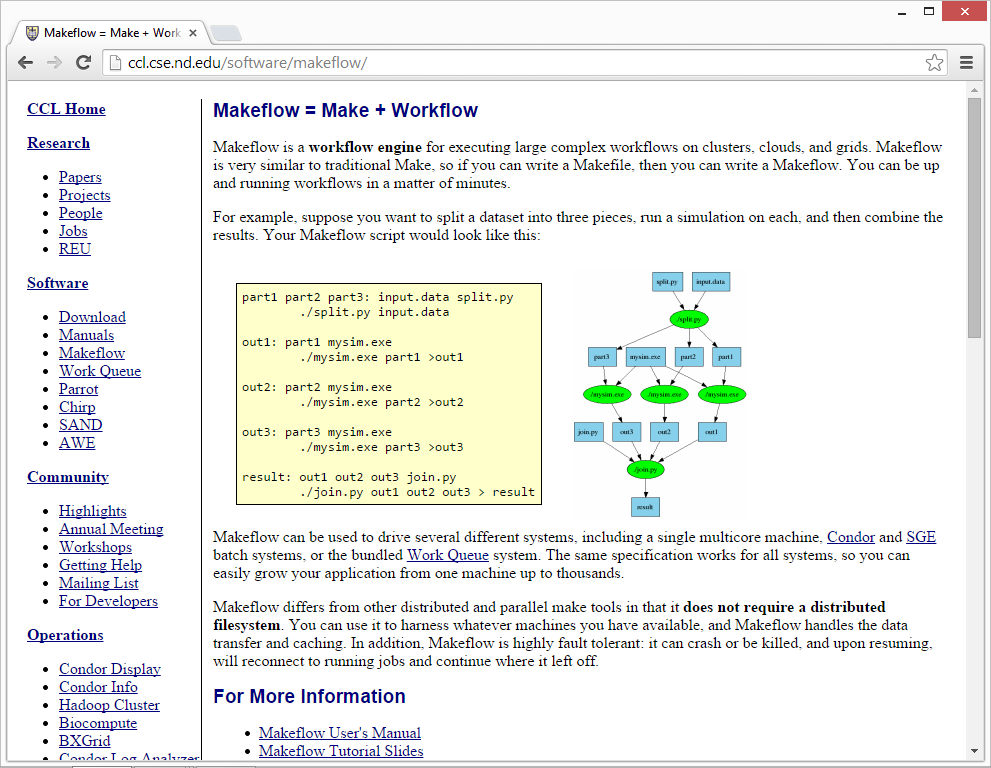 Makeflow = Make + Work
ccl.cse.nd.edu/software/makeflow/
CCL Home
Research
Papers
Projects
People
Jobs
REU
Software
Download
Manuals
Makeflow
Work Queue
Parrot
Chirp
SAND
AWE
Community
Highlights
Annual Meeting
Workshops
Getting Help
Mailing List
For Developers
Operations
Condor Display
Condor Info
Hadoop Cluster
Biocompute
BXGrid
Condor Log Analyzer
Makeflow = Make + Workflow
Makeflow is a workflow engine for executing large complex workflows on clusters, clouds, and grids. Makeflow
is very similar to traditional Make, so if you can write a Makefile, then you can write a Makeflow. You can be up
and running workflows in a matter of minutes.
For example, suppose you want to split a dataset into three pieces, run a simulation on each, and then combine the
results. Your Makeflow script would look like this:
part1 part2 part3: input.data split.py
./split.py input.data
out1: part1 mysim.exe
./mysim.exe part1 >out1
out2: part2 mysim.exe
./mysim.exe part2 >out2
out3: part3 mysim.exe
./mysim.exe part3 >out3
result: out1 out2 out3 join.py
./join.py out1 out2 out3 > result
split.py input.data
./split.py
part3 mysim.exe part2 part1
./mysim.exe ./mysim.exe ./mysim.exe
join.py out3 out2 out1
./join.py
result
Makeflow can be used to drive several different systems, including a single multicore machine, Condor and SGE
batch systems, or the bundled Work Queue system. The same specification works for all systems, so you can
easily grow your application from one machine up to thousands.
Makeflow differs from other distributed and parallel make tools in that it does not require a distributed
filesystem. You can use it to harness whatever machines you have available, and Makeflow handles the data
transfer and caching. In addition, Makeflow is highly fault tolerant: it can crash or be killed, and upon resuming,
will reconnect to running jobs and continue where it left off.
For More Information
Makeflow User's Manual
Makeflow Tutorial Slides